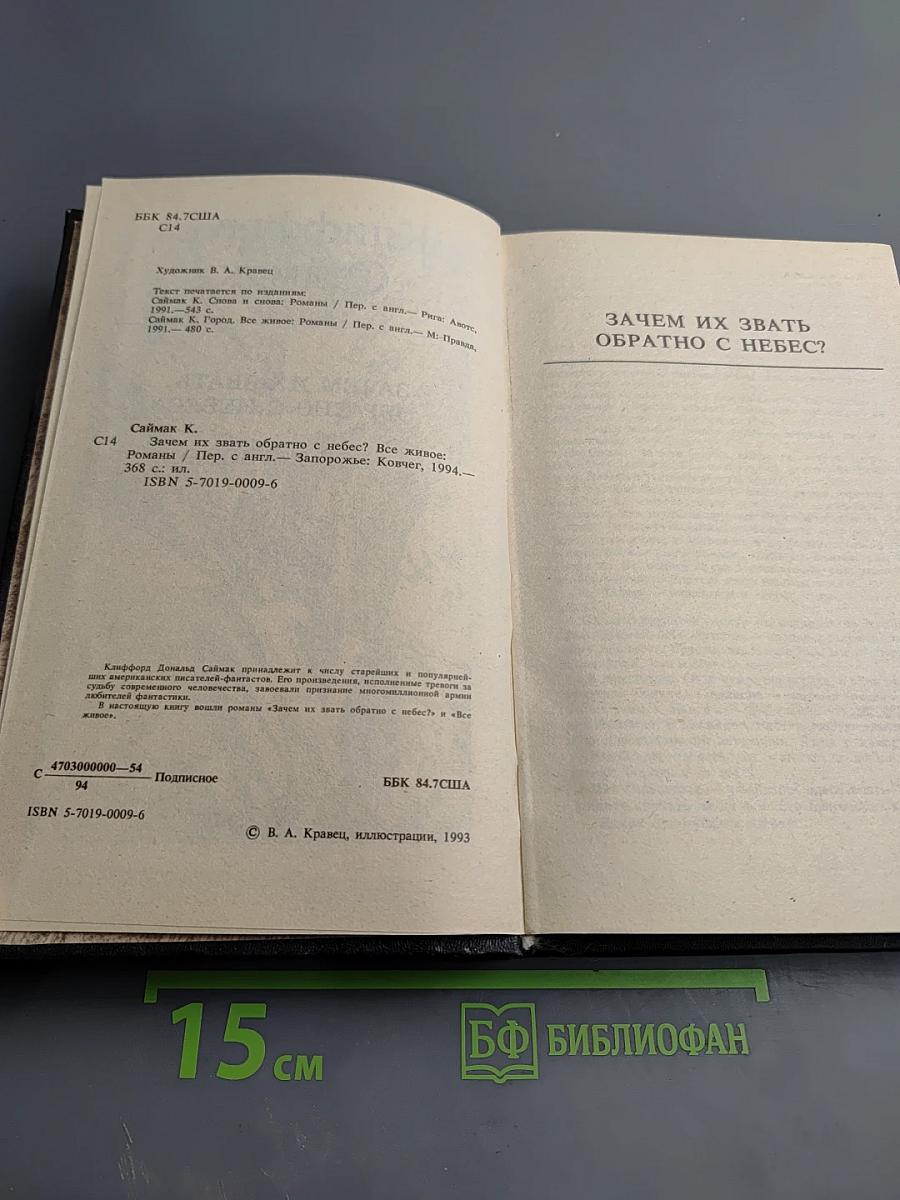 ББК 84.7США
С14
Художник В. А. Кравец
Текст печатается по изданиям:
Саймак К. Снова и снова: Романы / Пер. с англ.— Рига: Авотс,
1991.—543 с.
Саймак К. Город. Все живое: Романы / Пер. с англ.— М: Правда,
1991.— 480 с.
Саймак К.
С14 Зачем их звать обратно с небес? Все живое:
Романы / Пер. с англ.— Запорожье: Ковчег, 1994.—
368 с.: ил.
ISBN 5-7019-0009-6
Клиффорд Дональд Саймак принадлежит к числу старейших и популярней-
ших американских писателей-фантастов. Его произведения, исполненные тревоги за
судьбу современного человечества, завоевали признание многомиллионной армии
любителей фантастики.
В настоящую книгу вошли романы «Зачем их звать обратно с небес?» и «Все
живое».
С 4703000000—54 Подписное
94
ББК 84.7США
ISBN 5-7019-0009-6
© В. А. Кравец, иллюстрации, 1993
ЗАЧЕМ ИХ ЗВАТЬ
ОБРАТНО С НЕБЕС?
15 см
БФ БИБЛИОФАН